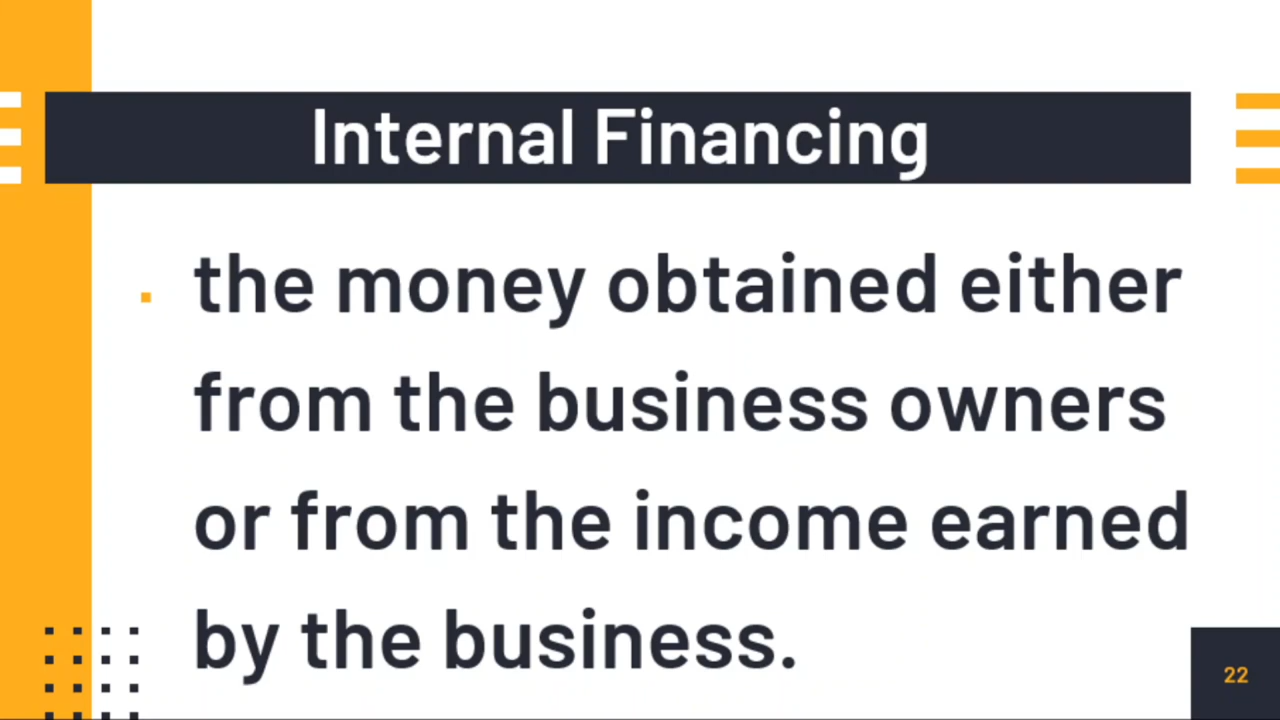 Internal Financing
the money obtained either
from the business owners
or from the income earned
by the business.
22